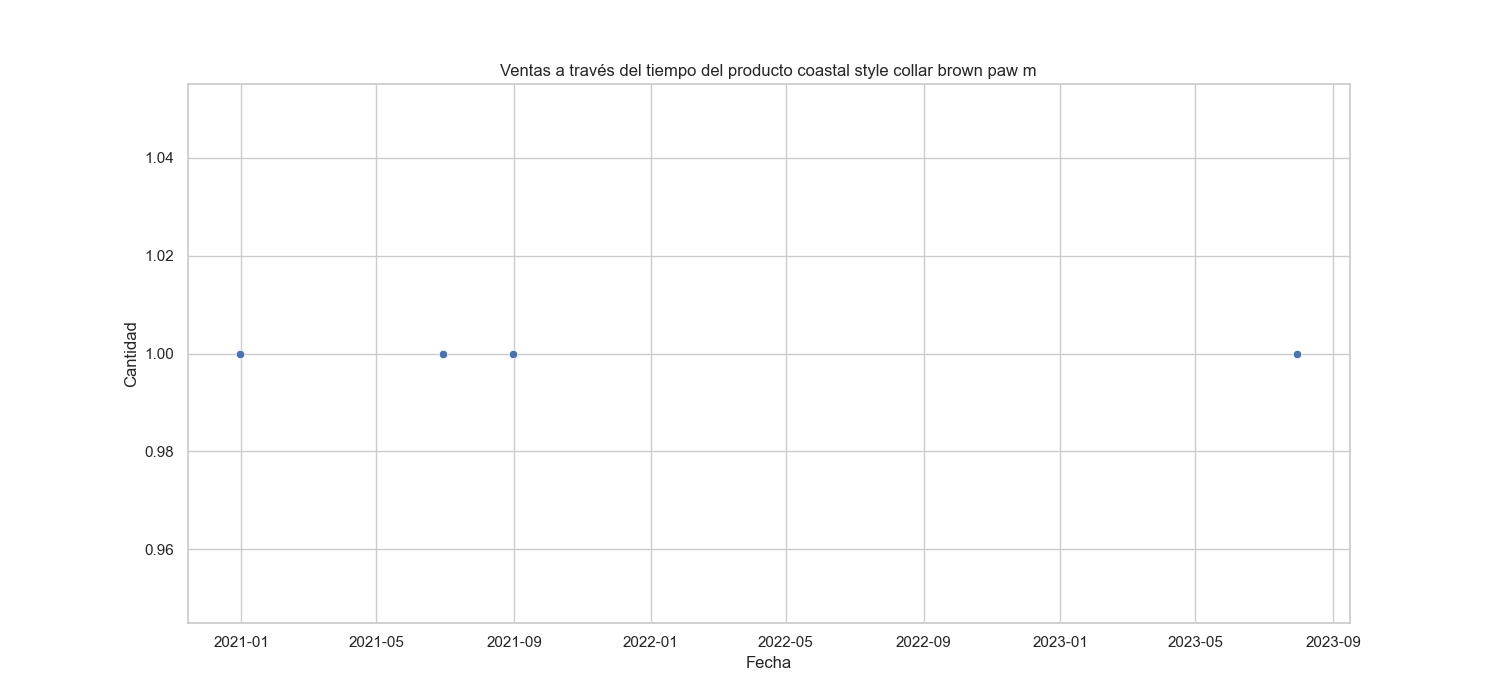 Ventas a través del tiempo del producto coastal style collar brown paw m
1.04
1.02
1.00
0.98
0.96
Cantidad
2021-01 2021-05 2021-09 2022-01 2022-05 2022-09 2023-01 2023-05 2023-09
Fecha